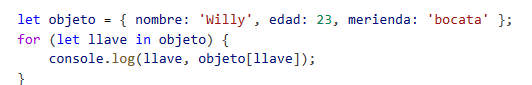 let objeto = { nombre: 'Willy', edad: 23, merienda: 'bocata' };
for (let llave in objeto) {
    console.log(llave, objeto[llave]);
}